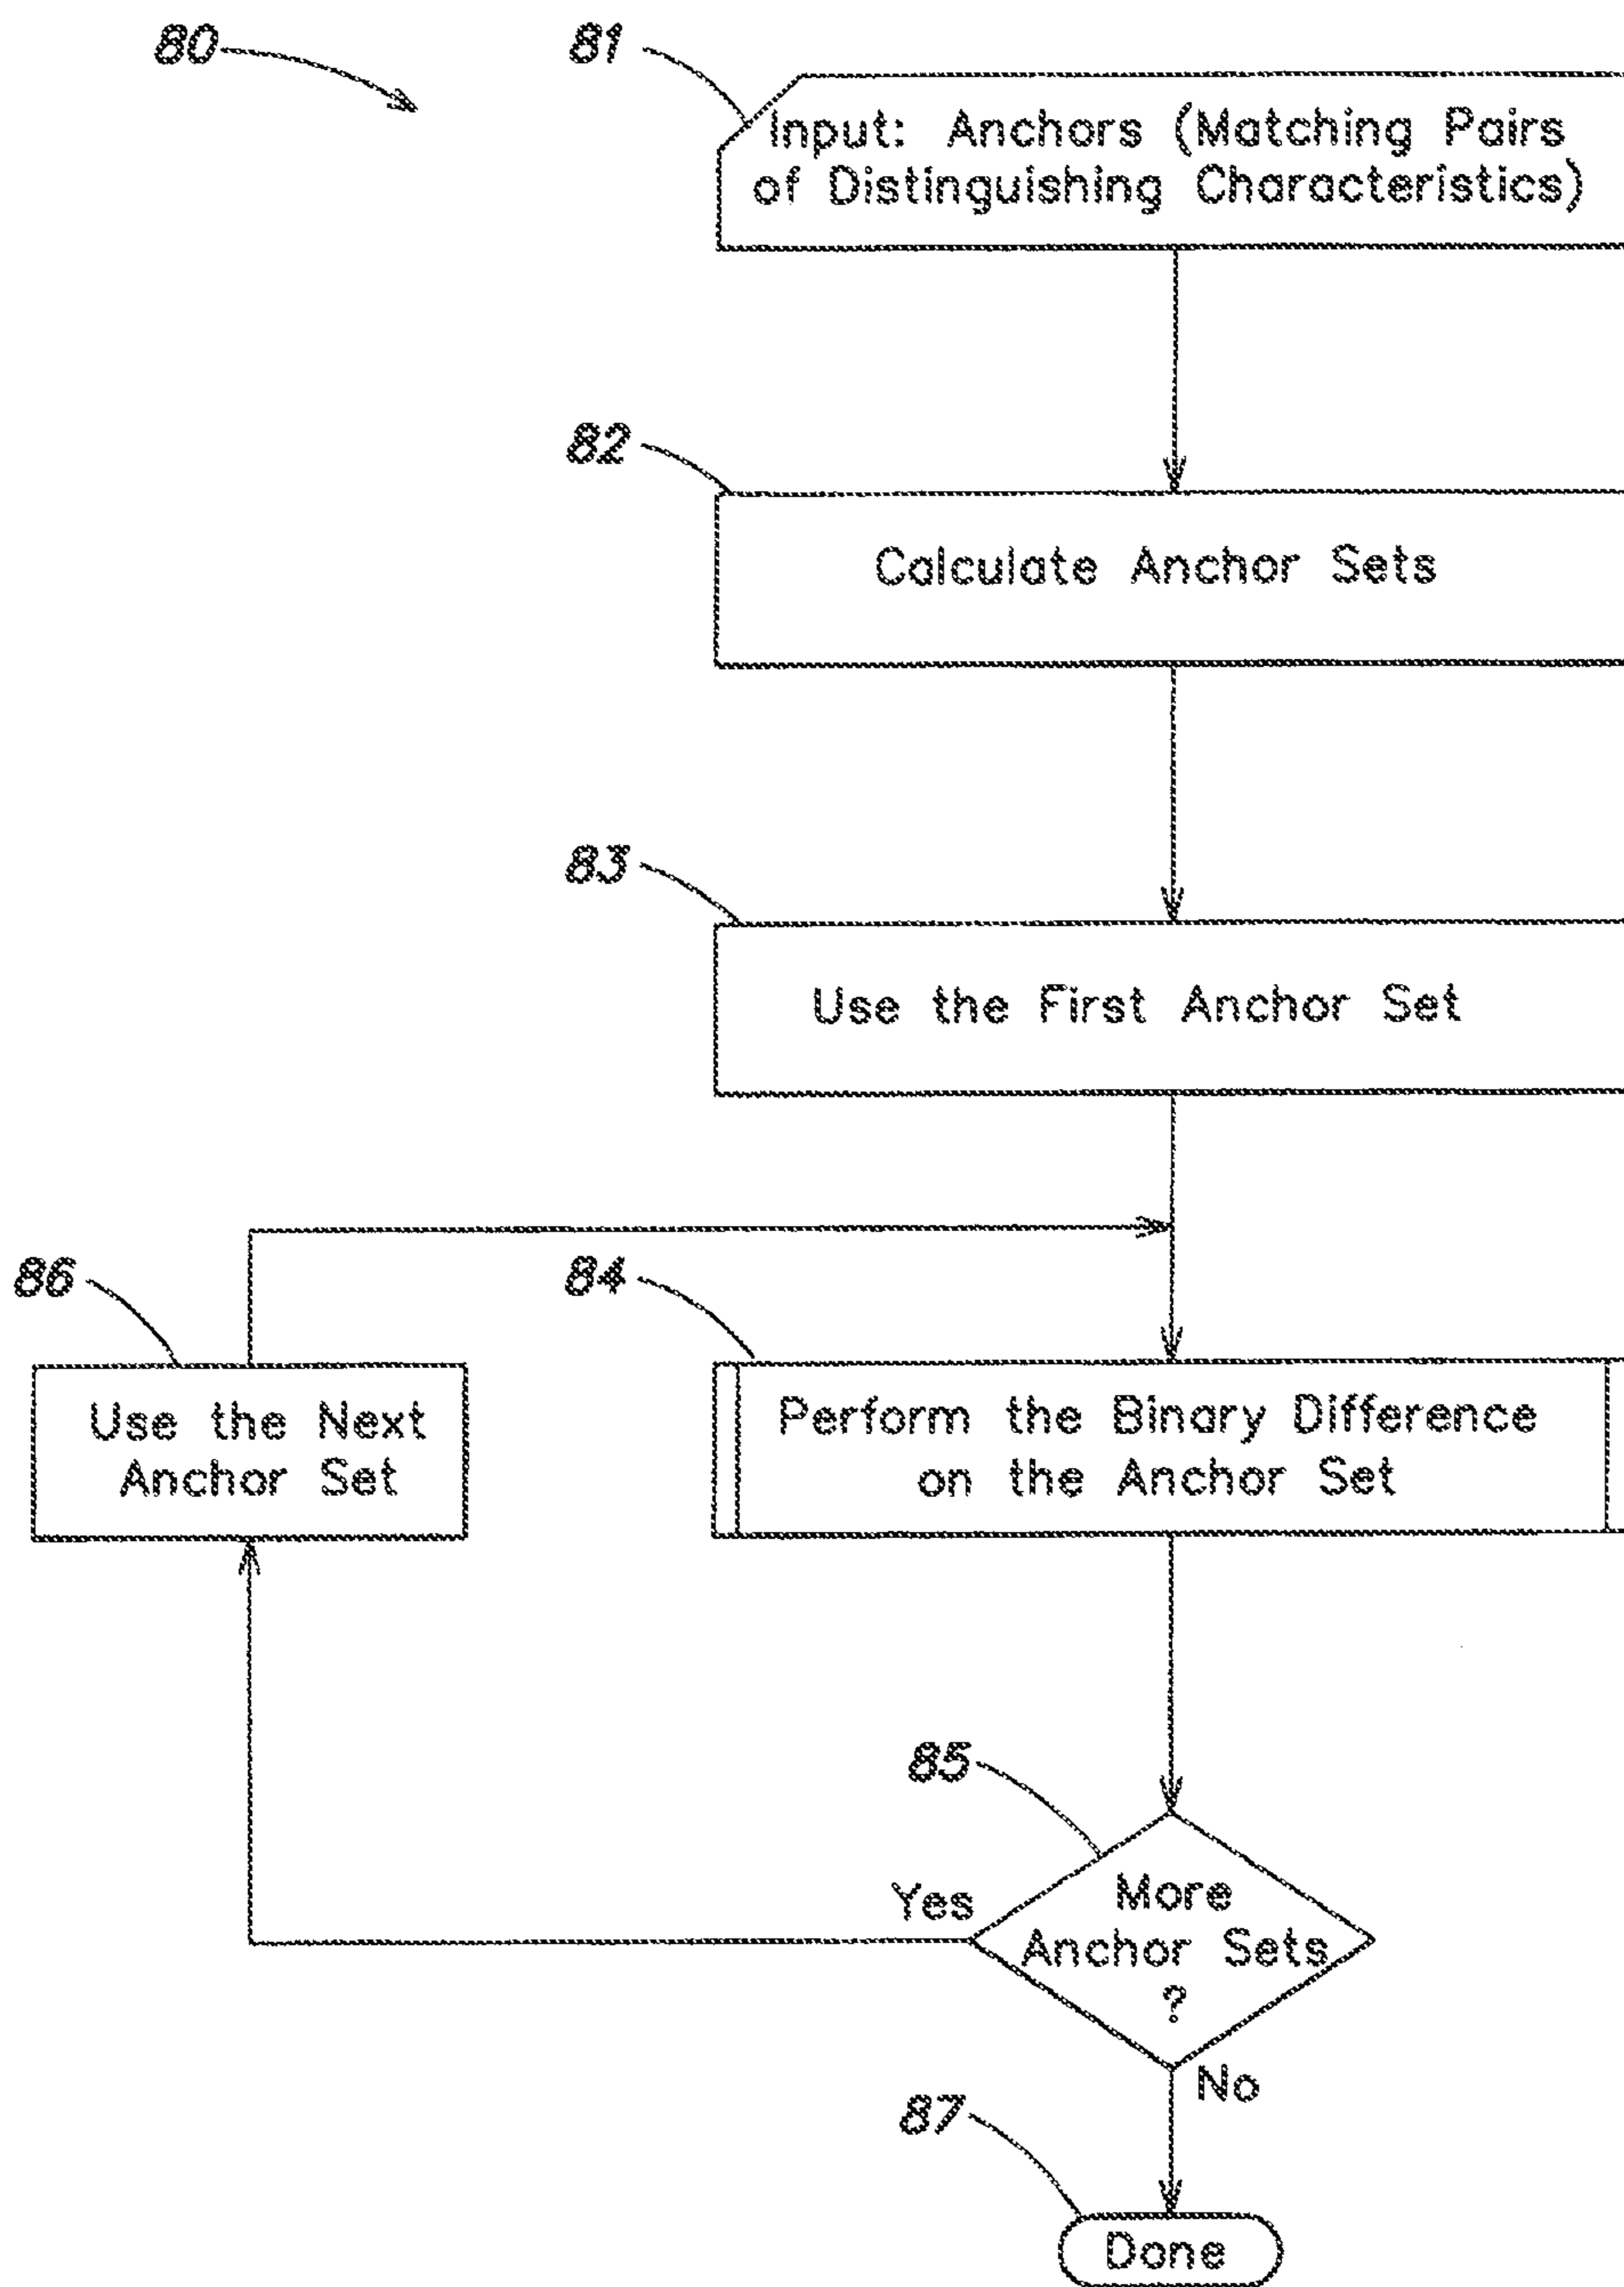 80
81
Input: Anchors (Matching Pairs
of Distinguishing Characteristics)
82
Calculate Anchor Sets
83
Use the First Anchor Set
86
84
Use the Next
Anchor Set
Perform the Binary Difference
on the Anchor Set
85
Yes
More
Anchor Sets
?
No
87
Done